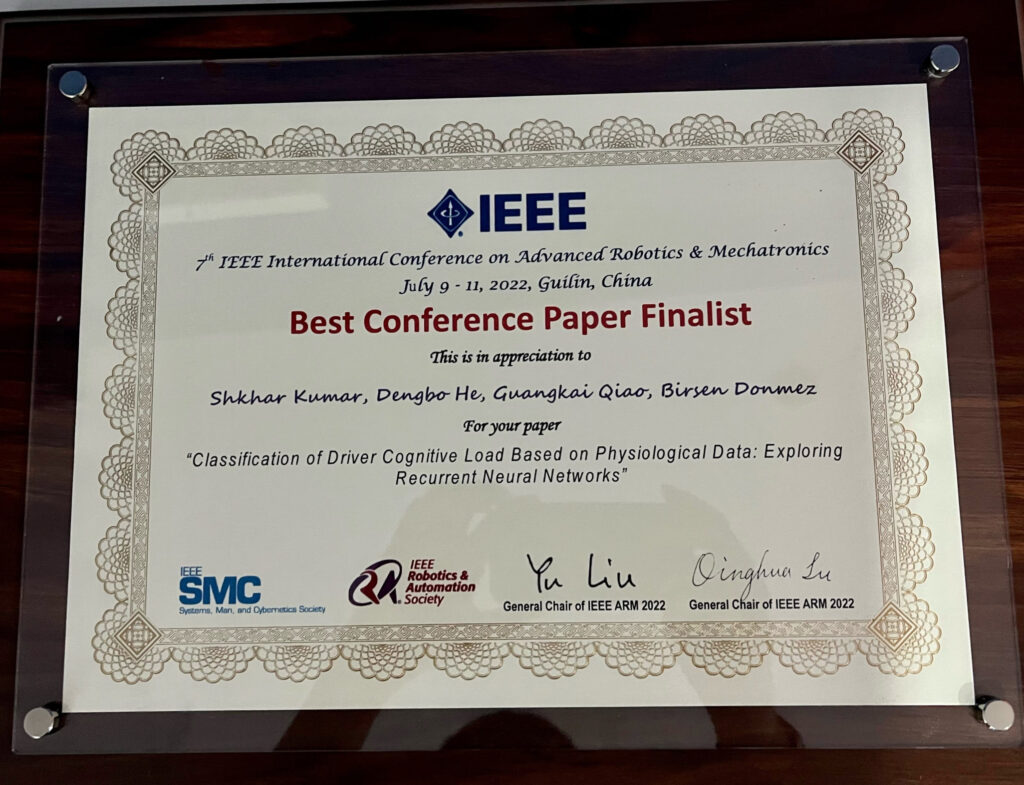 IEEE
7th IEEE International Conference on Advanced Robotics & Mechatronics
July 9 - 11, 2022, Guilin, China
Best Conference Paper Finalist
This is in appreciation to
Shkhar Kumar, Dengbo He, Guangkai Qiao, Birsen Donmez
For your paper
“Classification of Driver Cognitive Load Based on Physiological Data: Exploring
Recurrent Neural Networks”
IEEE
SMC
Systems, Man, and Cybernetics Society
RA
IEEE
Robotics &
Automation
Society
Yu Liu
General Chair of IEEE ARM 2022
Qinghua Lu
General Chair of IEEE ARM 2022